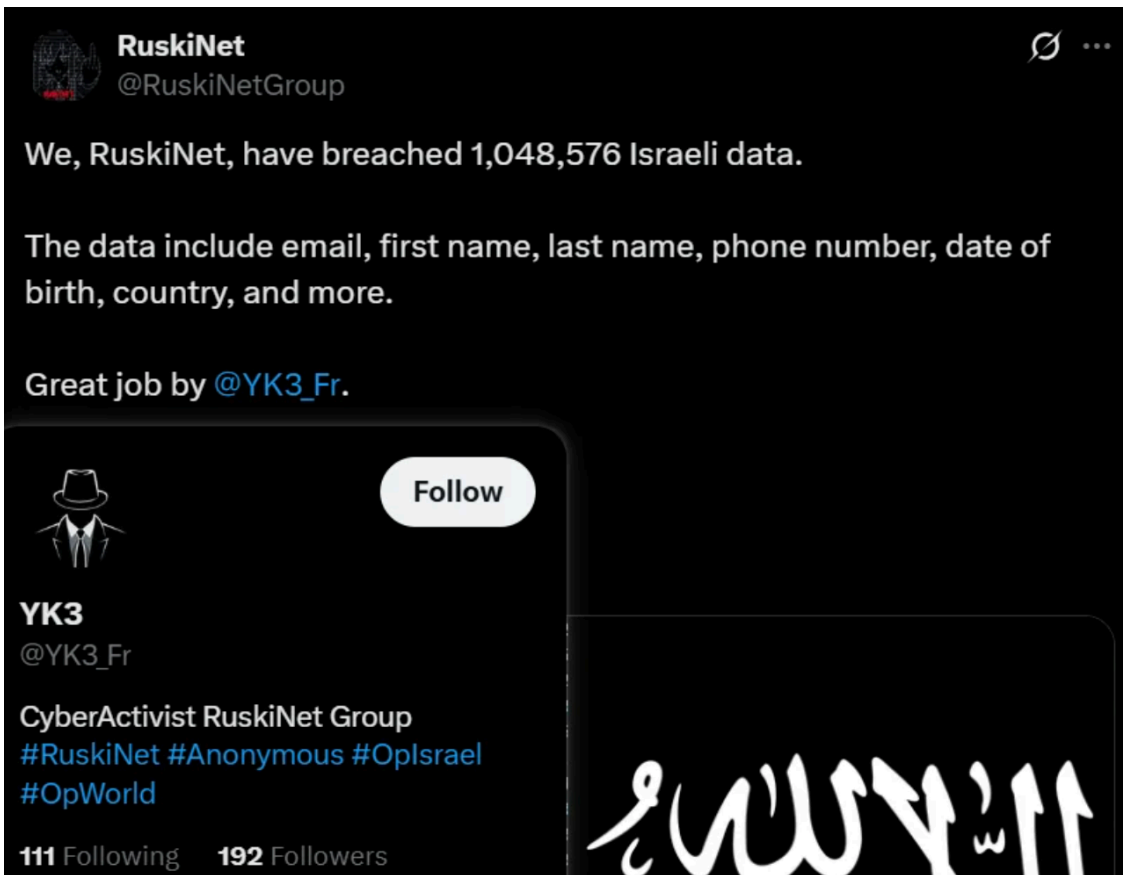 RuskiNet
@RuskiNetGroup
We, RuskiNet, have breached 1,048,576 Israeli data.
The data include email, first name, last name, phone number, date of
birth, country, and more.
Great job by @YK3_Fr.
Follow
YK3
@YK3_Fr
CyberActivist RuskiNet Group
#RuskiNet #Anonymous #OpIsrael
#OpWorld
111 Following 192 Followers